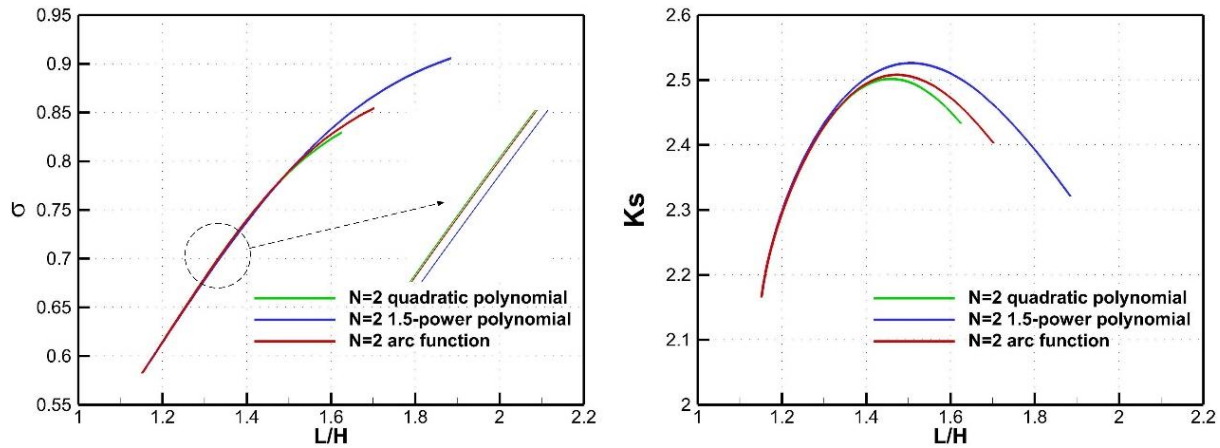 0.95
0.9
0.85
0.8
0.75
0.7
0.65
0.6
0.55
σ
N=2 quadratic polynomial
N=2 1.5-power polynomial
N=2 arc function
1 1.2 1.4 1.6 1.8 2 2.2
L/H
2.6
2.5
2.4
2.3
2.2
2.1
2
Ks
N=2 quadratic polynomial
N=2 1.5-power polynomial
N=2 arc function
1 1.2 1.4 1.6 1.8 2 2.2
L/H